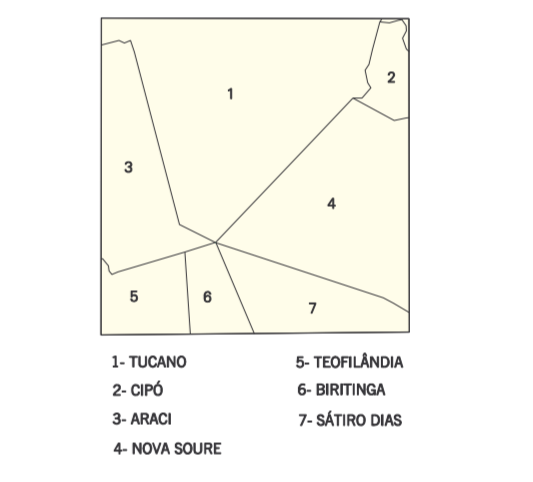 1
2
3
4
5
6
7
1- TUCANO
2- CIPÓ
3- ARACI
4- NOVA SOURE
5- TEOFILÂNDIA
6- BIRITINGA
7- SÁTIRO DIAS